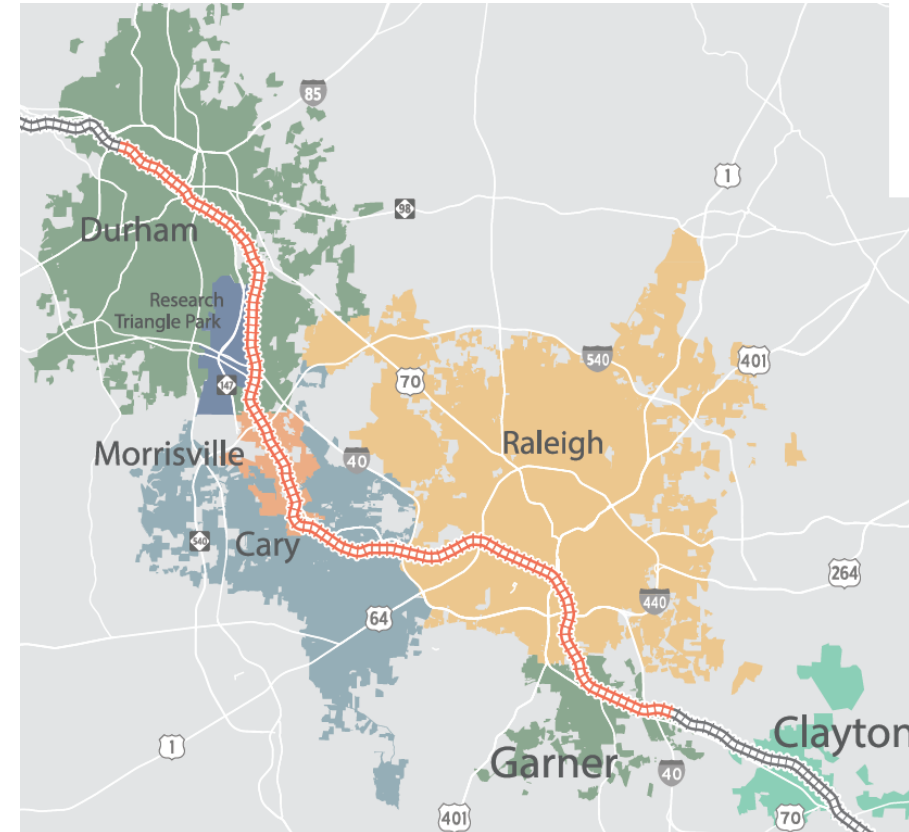 85
1
98
Durham
Research
Triangle Park
540
401
70
147
Raleigh
Morrisville
40
540
Cary
264
440
64
1
Clayton
Garner
40
401
70